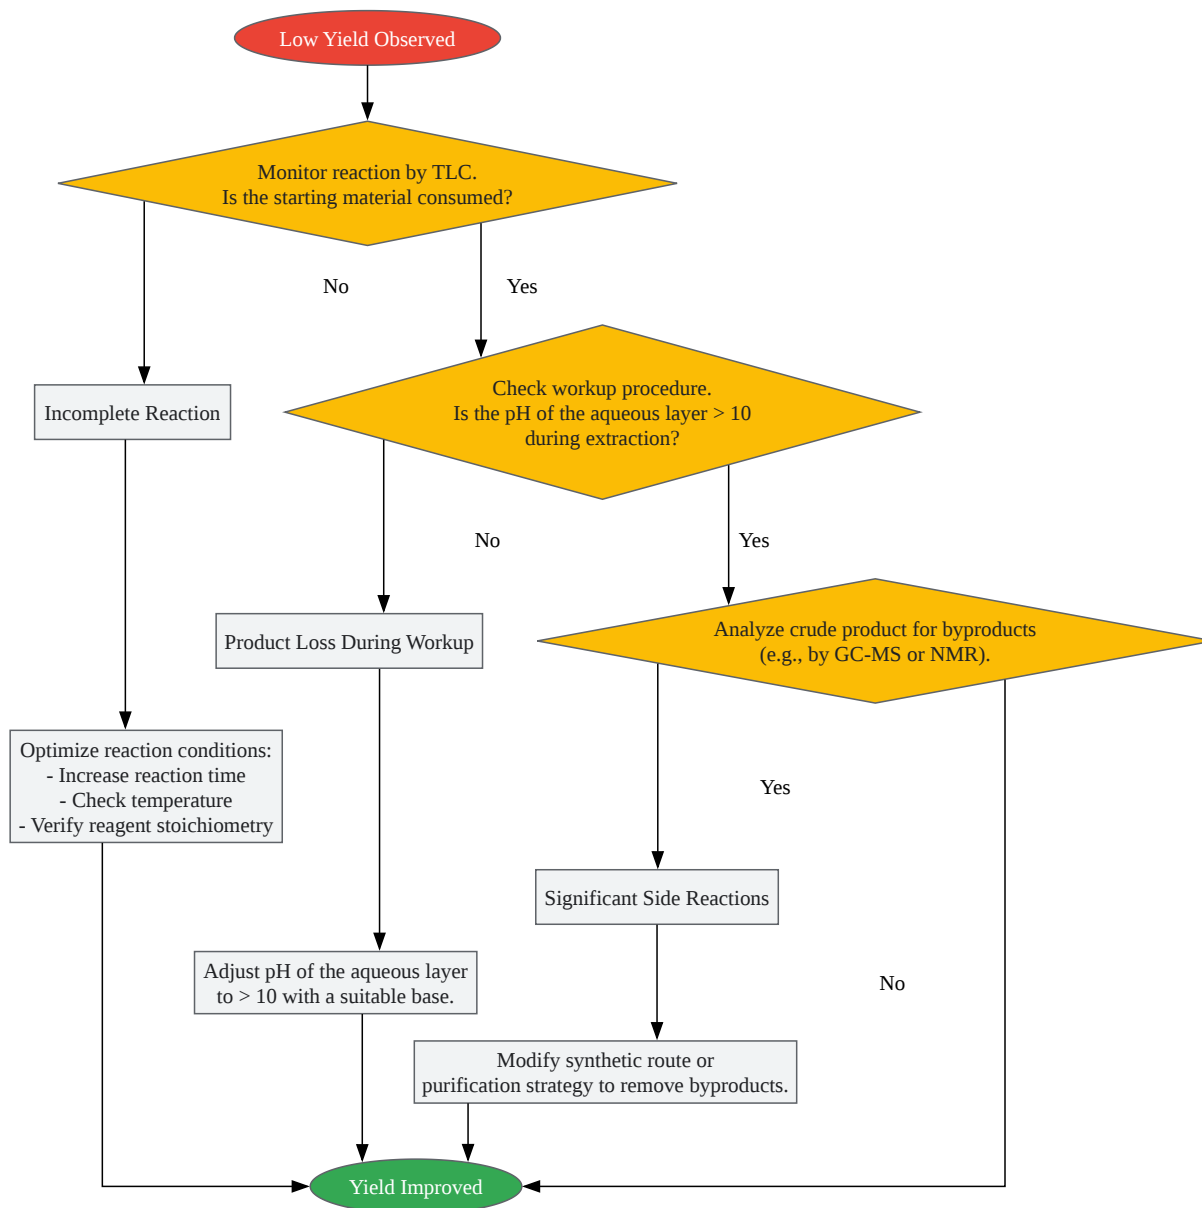 Low Yield Observed
Monitor reaction by TLC.
Is the starting material consumed?
No
Yes
Incomplete Reaction
Check workup procedure.
Is the pH of the aqueous layer > 10
during extraction?
No
Yes
Product Loss During Workup
Analyze crude product for byproducts
(e.g., by GC-MS or NMR).
Optimize reaction conditions:
- Increase reaction time
- Check temperature
- Verify reagent stoichiometry
Yes
Significant Side Reactions
Adjust pH of the aqueous layer
to > 10 with a suitable base.
No
Modify synthetic route or
purification strategy to remove byproducts.
Yield Improved